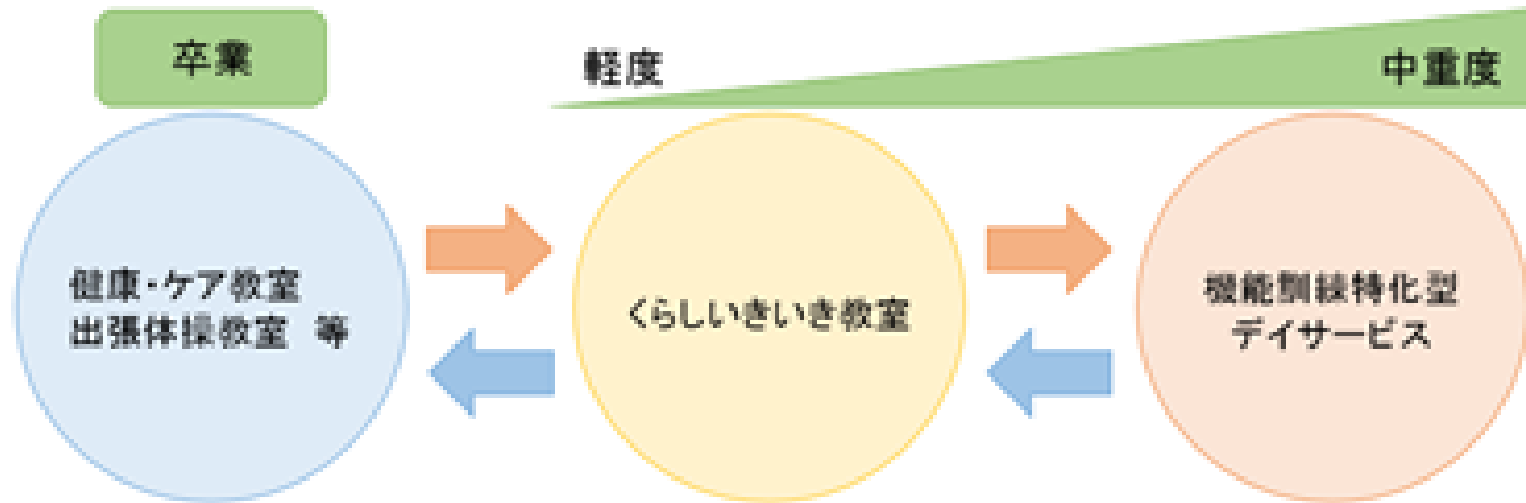 卒業
軽度
中重度
健康・ケア教室
出張体操教室 等
くらしいきいき教室
機能訓練特化型
デイサービス